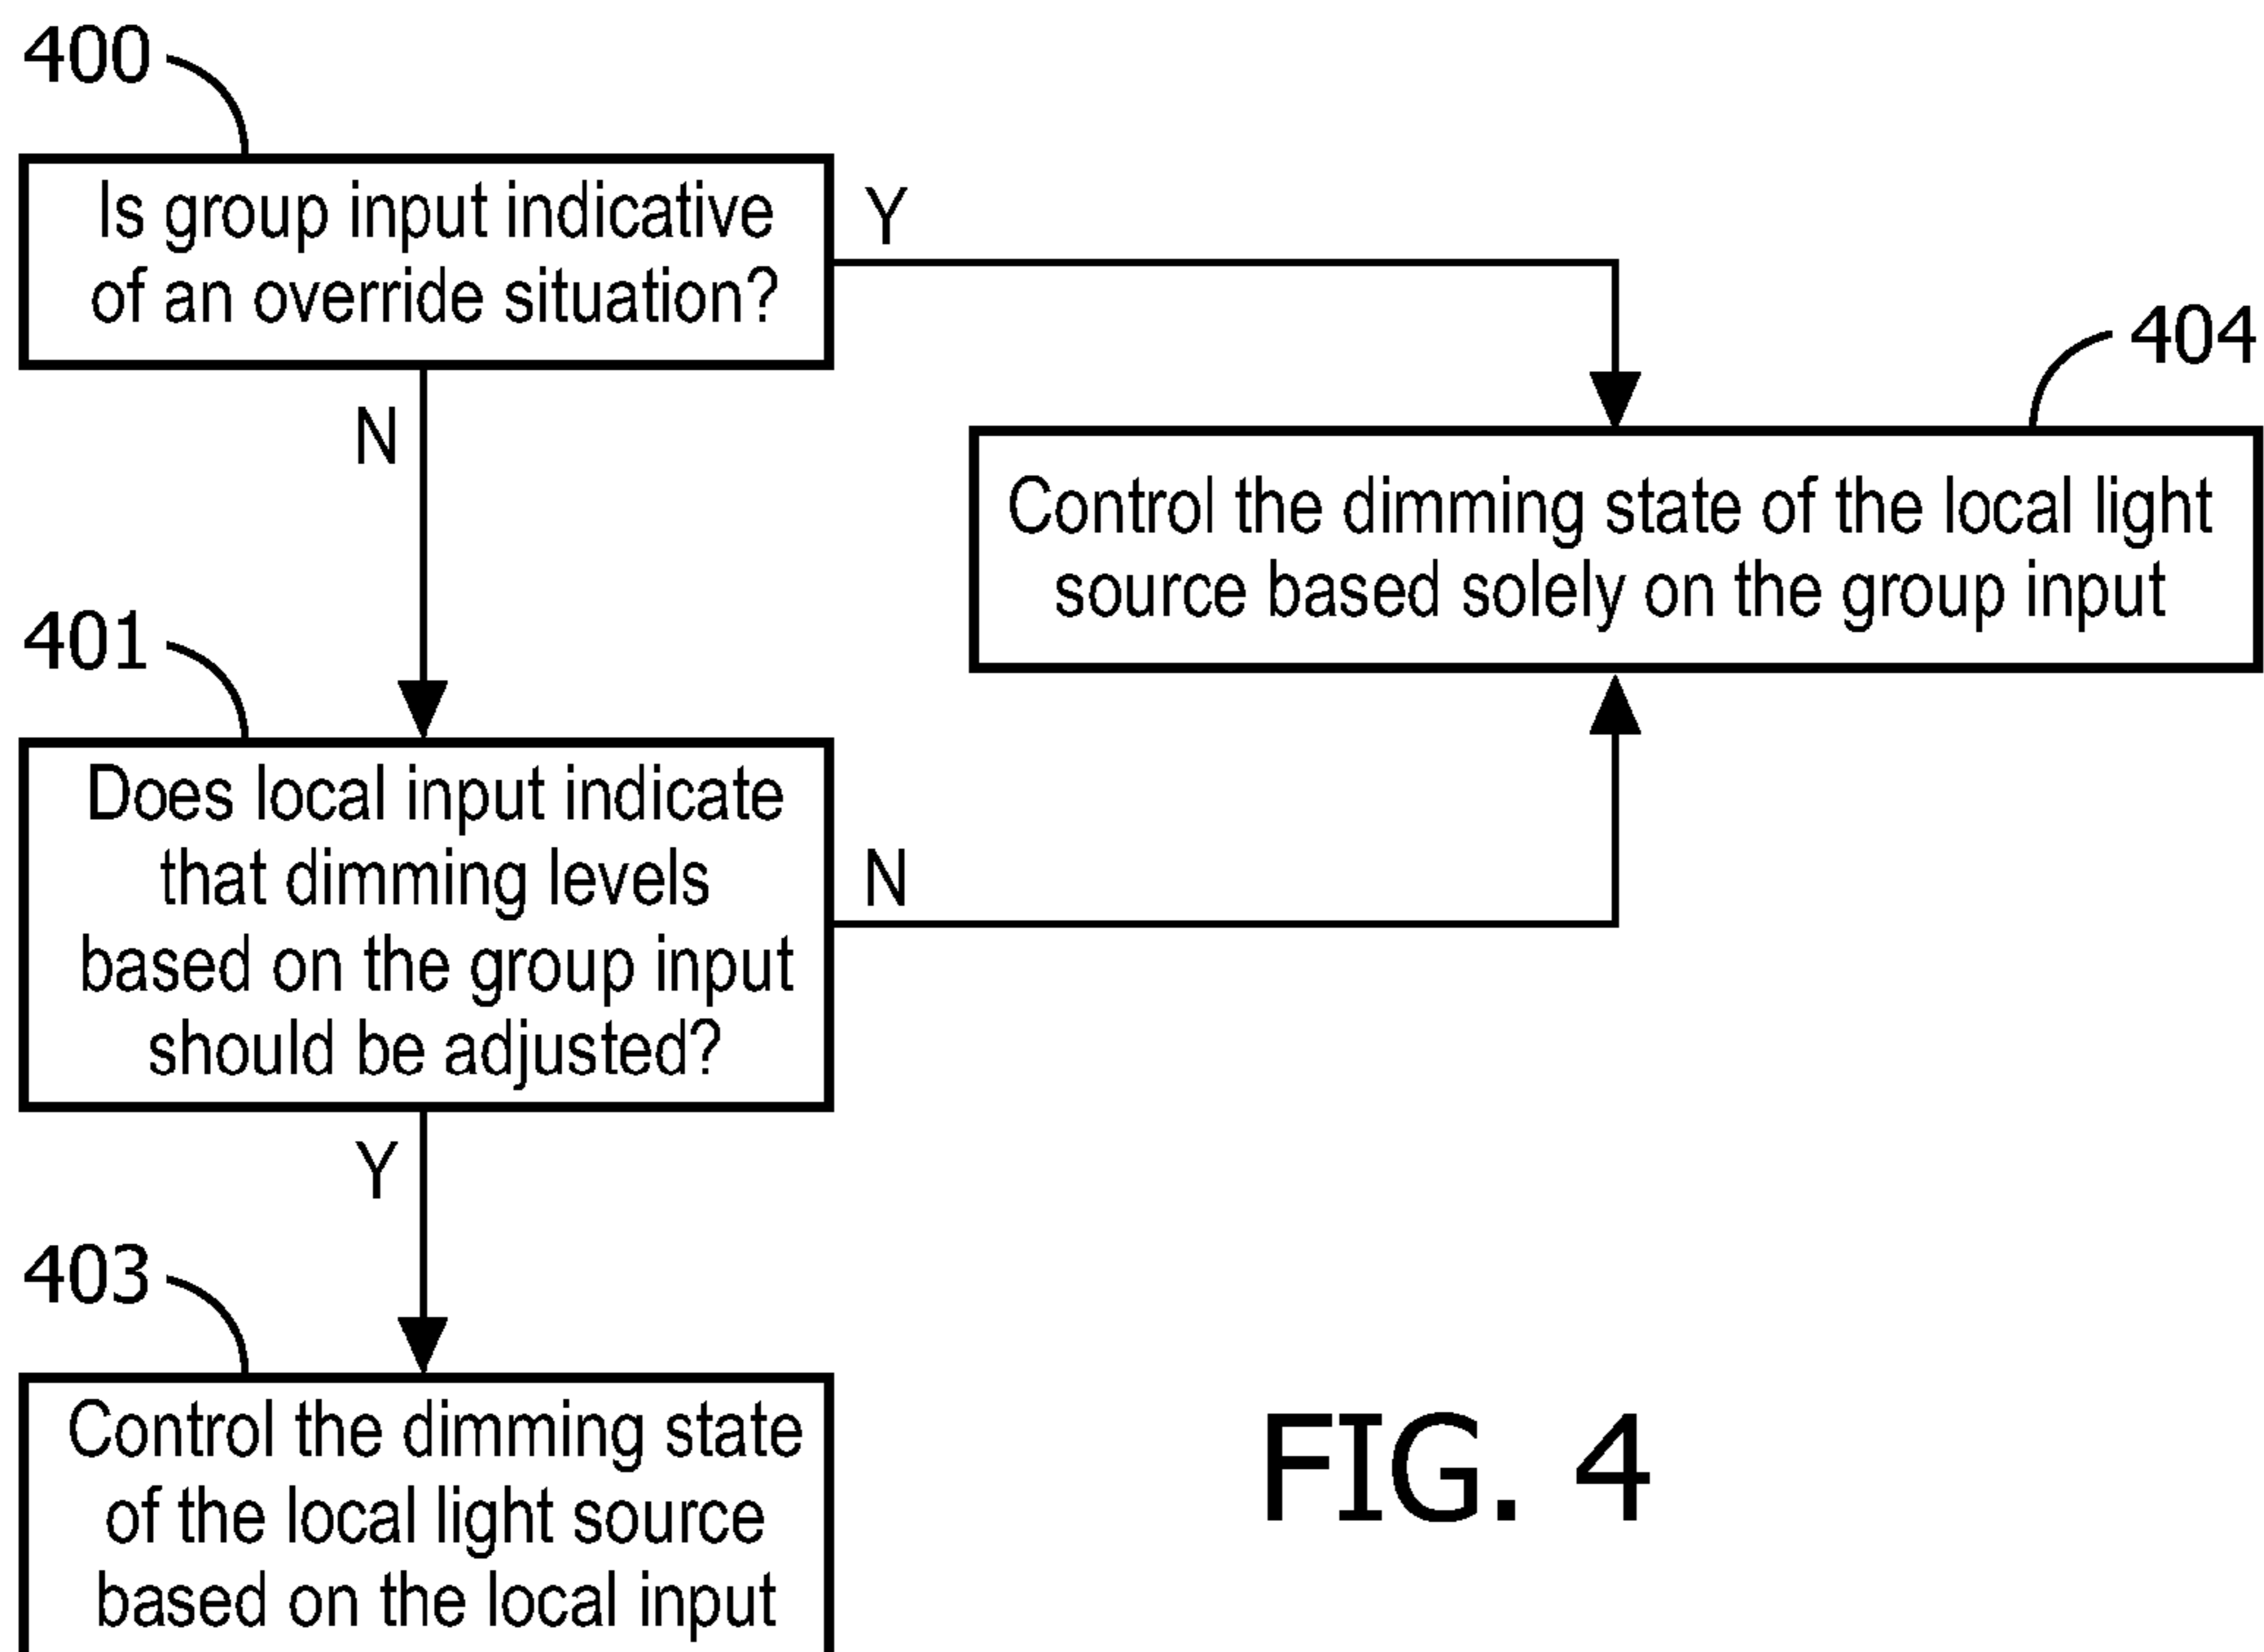 400
Is group input indicative
of an override situation?
Y
N
404
Control the dimming state of the local light
source based solely on the group input
401
Does local input indicate
that dimming levels
based on the group input
should be adjusted?
N
Y
403
Control the dimming state
of the local light source
based on the local input
FIG. 4